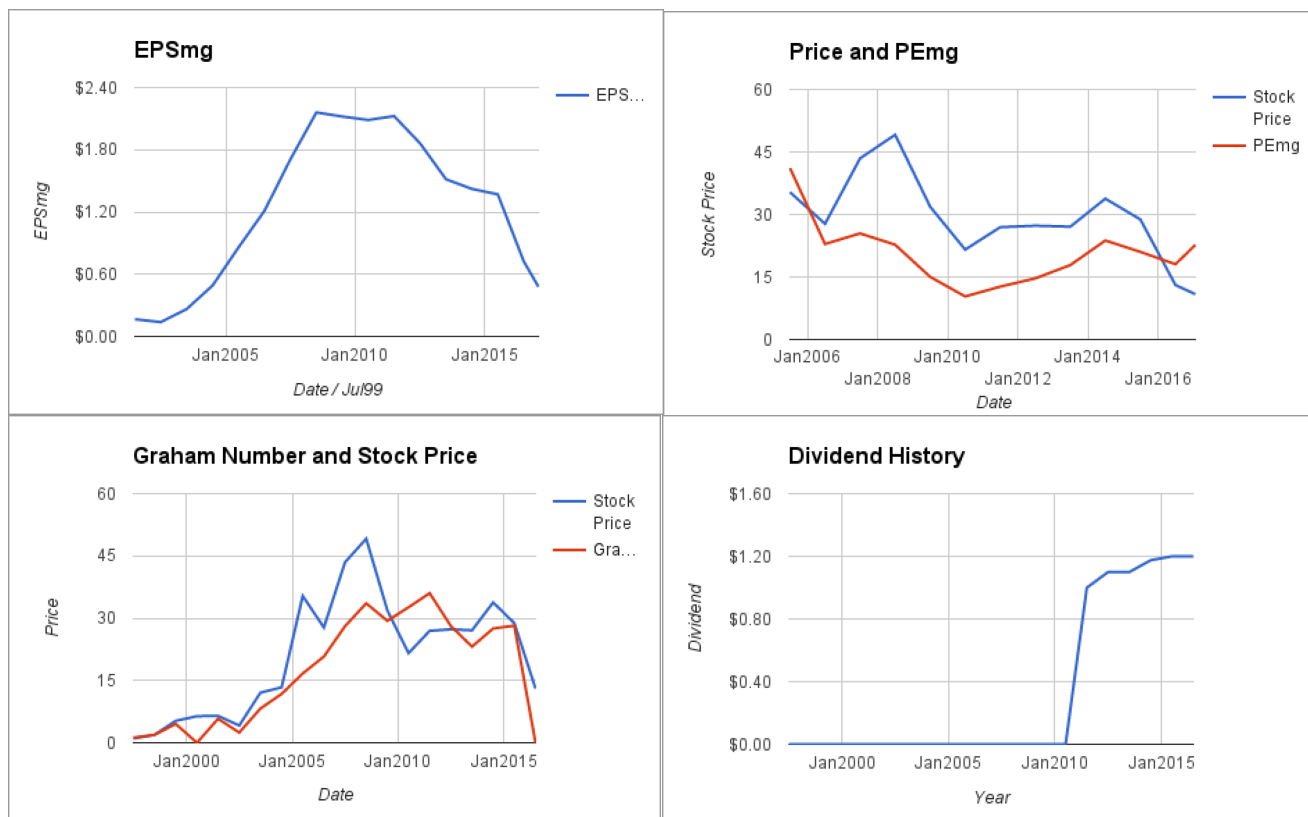 EPSmg
$2.40
$1.80
$1.20
$0.60
$0.00
EPSmg
Jan2005
Jan2010
Jan2015
Date / Jul99
EPS…
Price and PEmg
60
45
30
15
0
Stock Price
Jan2006
Jan2008
Jan2010
Jan2012
Jan2014
Jan2016
Date
Stock
Price
PEmg
Graham Number and Stock Price
60
45
30
15
0
Price
Jan2000
Jan2005
Jan2010
Jan2015
Date
Stock
Price
Gra…
Dividend History
$1.60
$1.20
$0.80
$0.40
$0.00
Dividend
Jan2000
Jan2005
Jan2010
Jan2015
Year